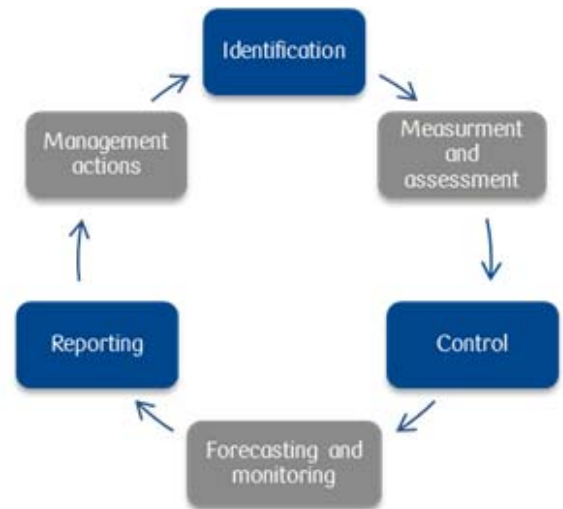 Identification
Measurment
and
assessment
Control
Forecasting and
monitoring
Reporting
Management
actions